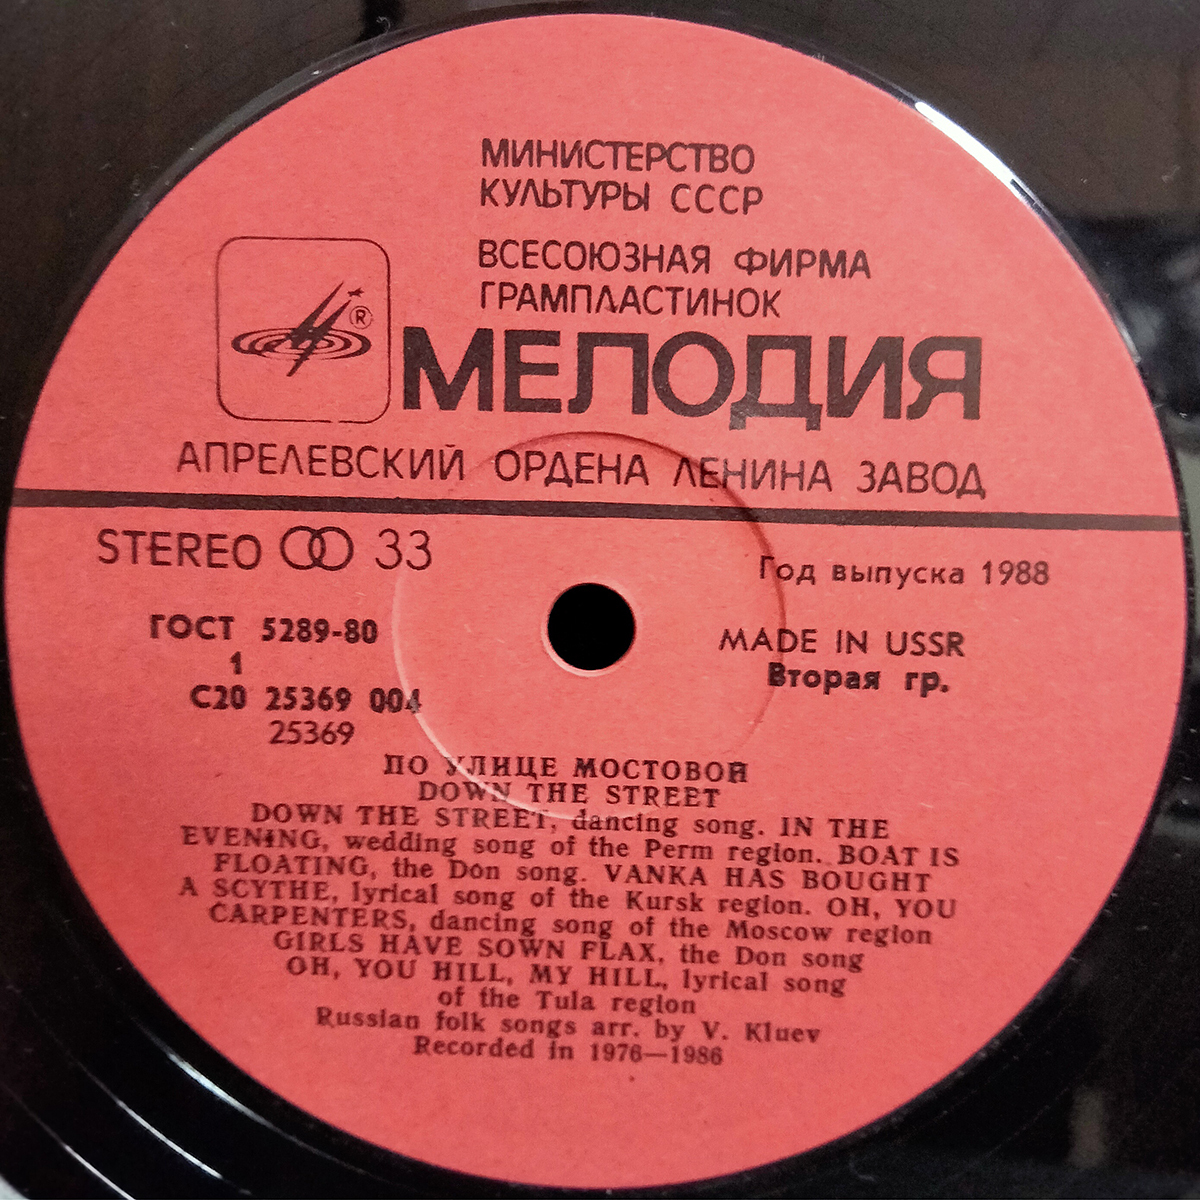 МИНИСТЕРСТВО
КУЛЬТУРЫ СССР
ВСЕСОЮЗНАЯ ФИРМА
ГРАМПЛАСТИНОК
®
МЕЛОДИЯ
АПРЕЛЕВСКИЙ ОРДЕНА ЛЕНИНА ЗАВОД
STEREO 33
Год выпуска 1988
ГОСТ 5289-80
MADE IN USSR
1
Вторая гр.
С20 25369 004
25369
ПО УЛИЦЕ МОСТОВОЙ
DOWN THE STREET
DOWN THE STREET, dancing song. IN THE
EVENING, wedding song of the Perm region. BOAT IS
FLOATING, the Don song. VANKA HAS BOUGHT
A SCYTHE, lyrical song of the Kursk region. OH, YOU
CARPENTERS, dancing song of the Moscow region
GIRLS HAVE SOWN FLAX, the Don song
OH, YOU HILL, MY HILL, lyrical song
of the Tula region
Russian folk songs arr. by V. Kluev
Recorded in 1976—1986